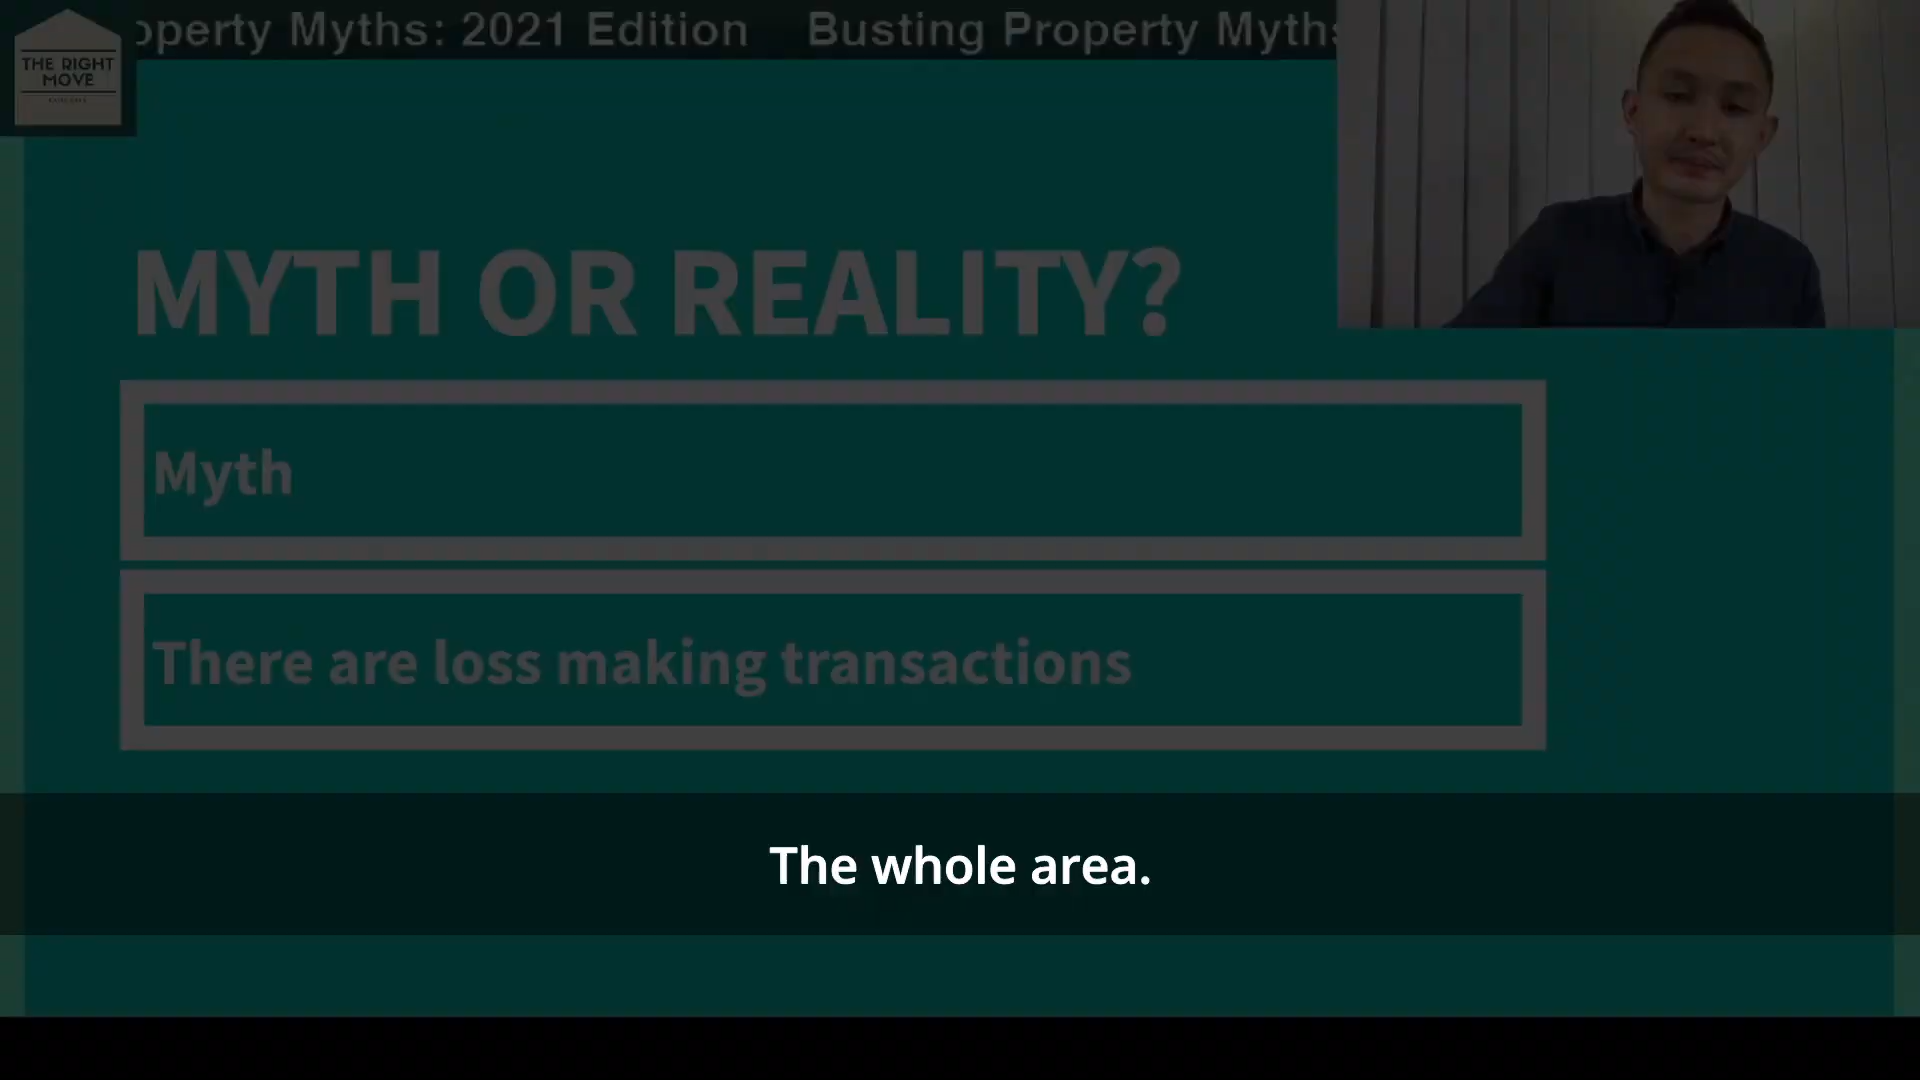 operty Myths: 2021 Edition Busting Property Myths
THE RIGHT
MOVE
MYTH OR REALITY?
Myth
There are loss making transactions
The whole area.